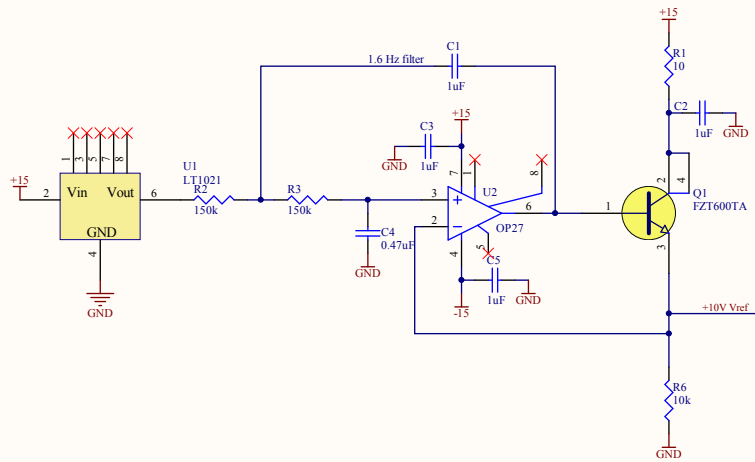 +15
R1
10
C2
1uF
GND
C1
1.6 Hz filter
1uF
+15
C3
1uF
GND
7
1
8
U2
OP27
3
2
6
4
5
C5
1uF
GND
-15
1
3
5
7
8
U1
LT1021
+15
2
Vin
Vout
6
GND
4
GND
R2
150k
R3
150k
C4
0.47uF
GND
2
4
Q1
FZT600TA
1
3
+10V Vref
R6
10k
GND